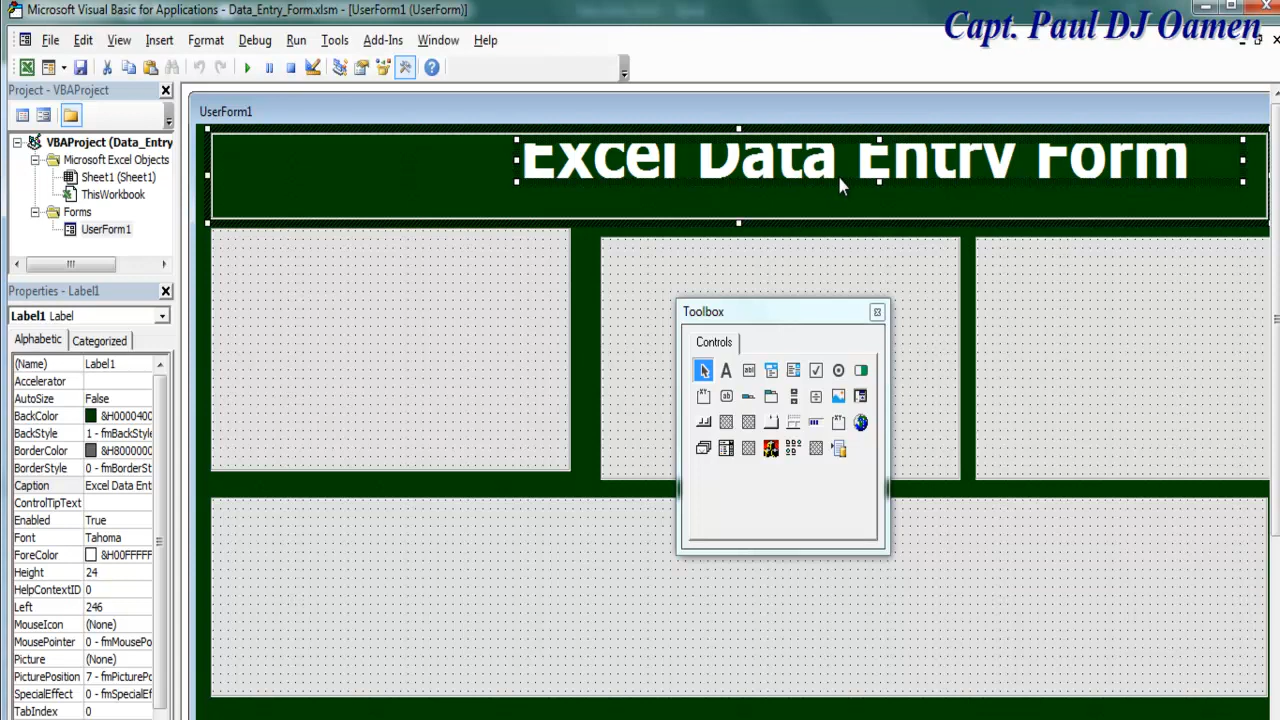 Microsoft Visual Basic for Applications - Data_Entry_Form.xlsm - [UserForm1 (UserForm)]
Capt. Paul DJ Oamen
File Edit View Insert Format Debug Run Tools Add-Ins Window Help
Project - VBAProject
VBAProject (Data_Entry
Microsoft Excel Objects
Sheet1 (Sheet1)
ThisWorkbook
Forms
UserForm1
Properties - Label1
Label1 Label
Alphabetic Categorized
(Name) Label1
Accelerator
AutoSize False
BackColor &H0000400
BackStyle 1 - fmBackStyle
BorderColor &H8000000
BorderStyle 0 - fmBorderSt
Caption Excel Data Ent
ControlTipText
Enabled True
Font Tahoma
ForeColor &H00FFFFF
Height 24
HelpContextID 0
Left 246
MouseIcon (None)
MousePointer 0 - fmMousePo
Picture (None)
PicturePosition 7 - fmPicturePo
SpecialEffect 0 - fmSpecialEf
TabIndex 0
UserForm1
Excel Data Entry Form
Toolbox
Controls